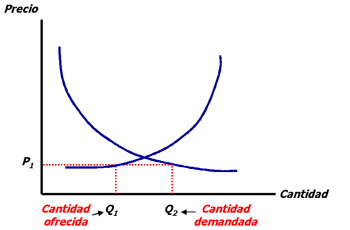 Precio
P1
Cantidad
Cantidad ofrecida
Q1
Q2
Cantidad demandada